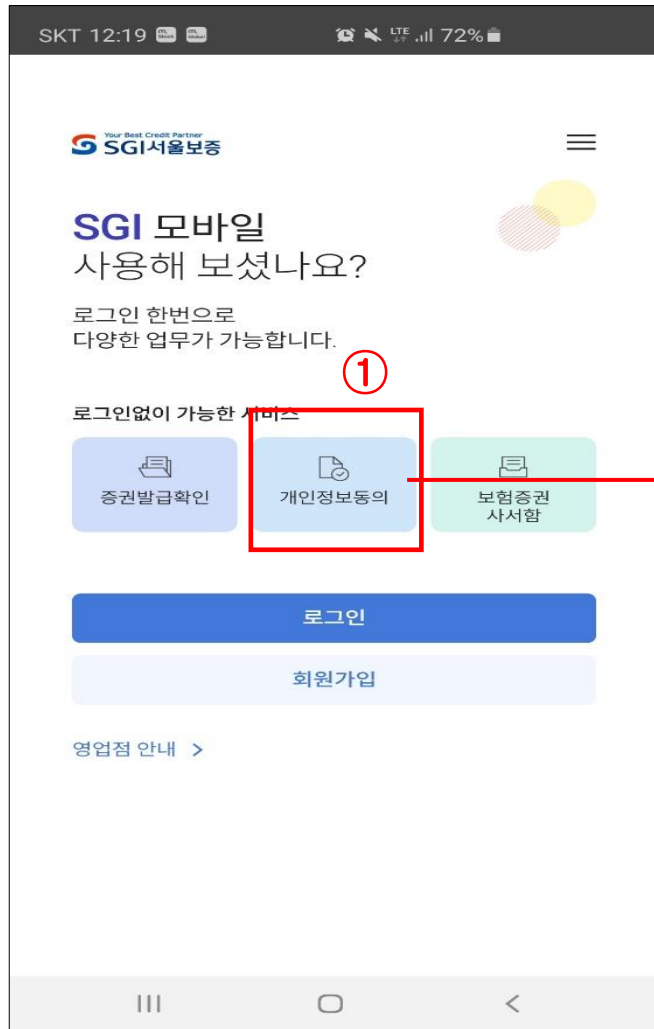 SKT 12:19
LTE
72%
Your Best Credit Partner
SGI서울보증
SGI 모바일
사용해 보셨나요?
로그인 한번으로
다양한 업무가 가능합니다.
①
로그인없이 가능한 서비스
증권발급확인
개인정보동의
보험증권
사서함
로그인
회원가입
영업점 안내 >